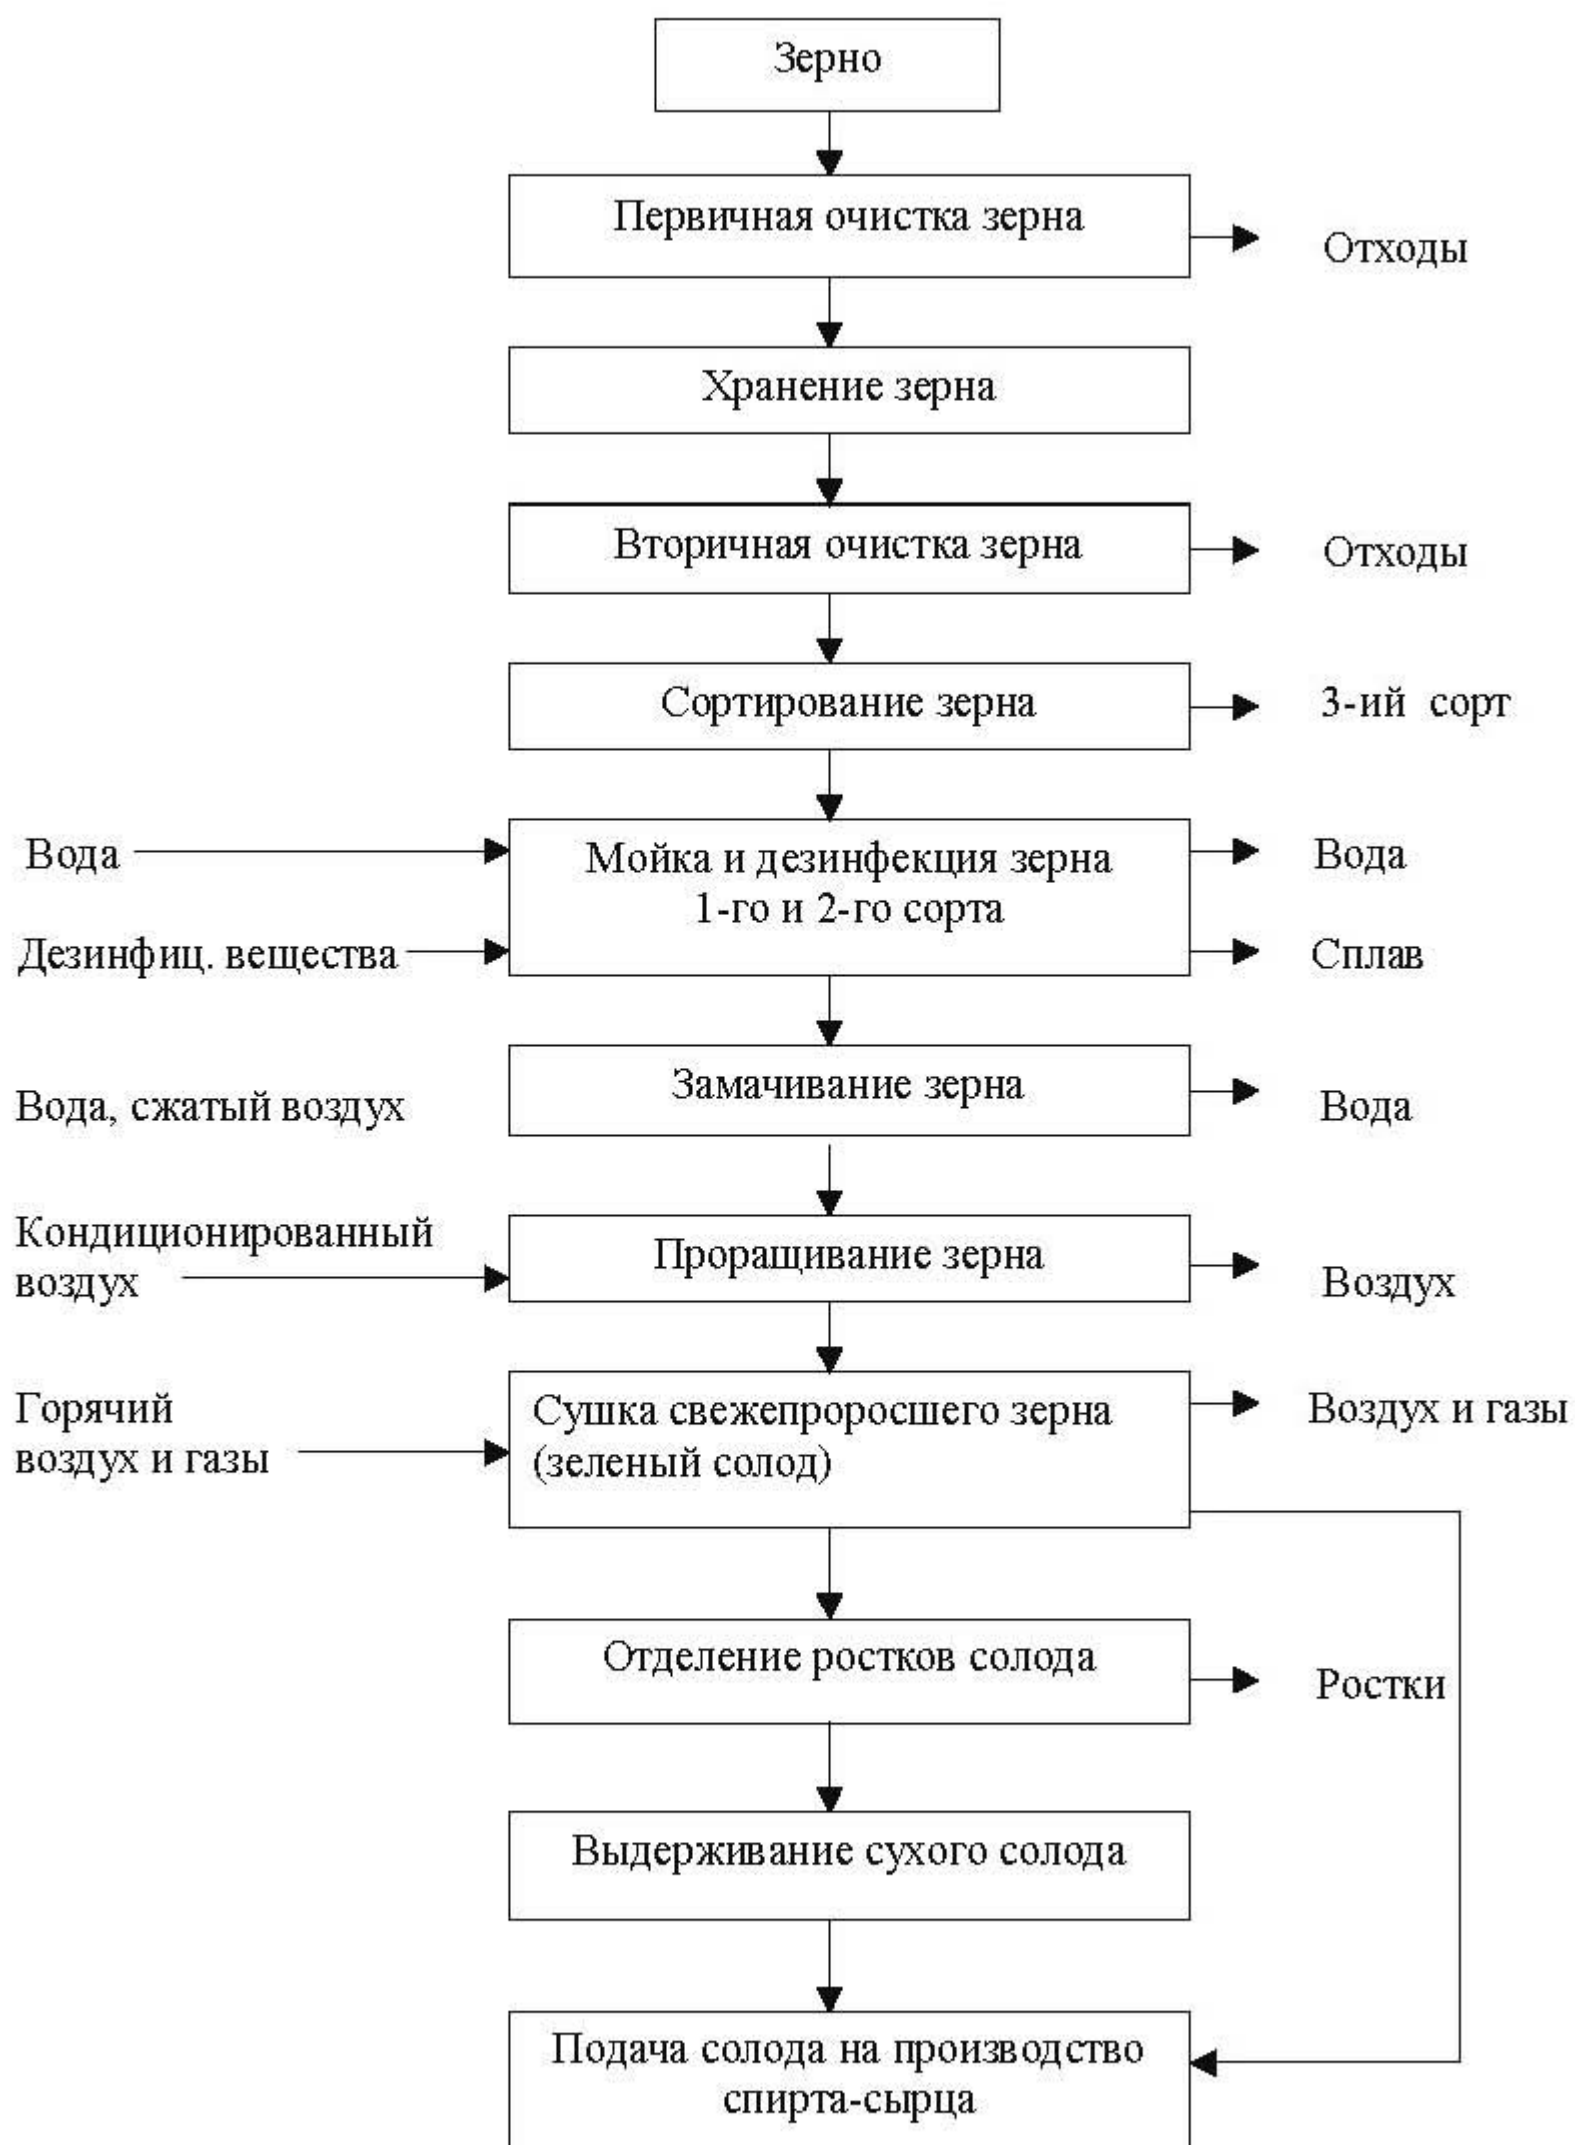 Зерно
Первичная очистка зерна
Отходы
Хранение зерна
Вторичная очистка зерна
Отходы
Сортирование зерна
3-ий сорт
Вода
Мойка и дезинфекция зерна
1-го и 2-го сорта
Вода
Дезинфиц. вещества
Сплав
Вода, сжатый воздух
Замачивание зерна
Вода
Кондиционированный
воздух
Проращивание зерна
Воздух
Горячий
воздух и газы
Сушка свежепроросшего зерна
(зеленый солод)
Воздух и газы
Отделение ростков солода
Ростки
Выдерживание сухого солода
Подача солода на производство
спирта-сырца